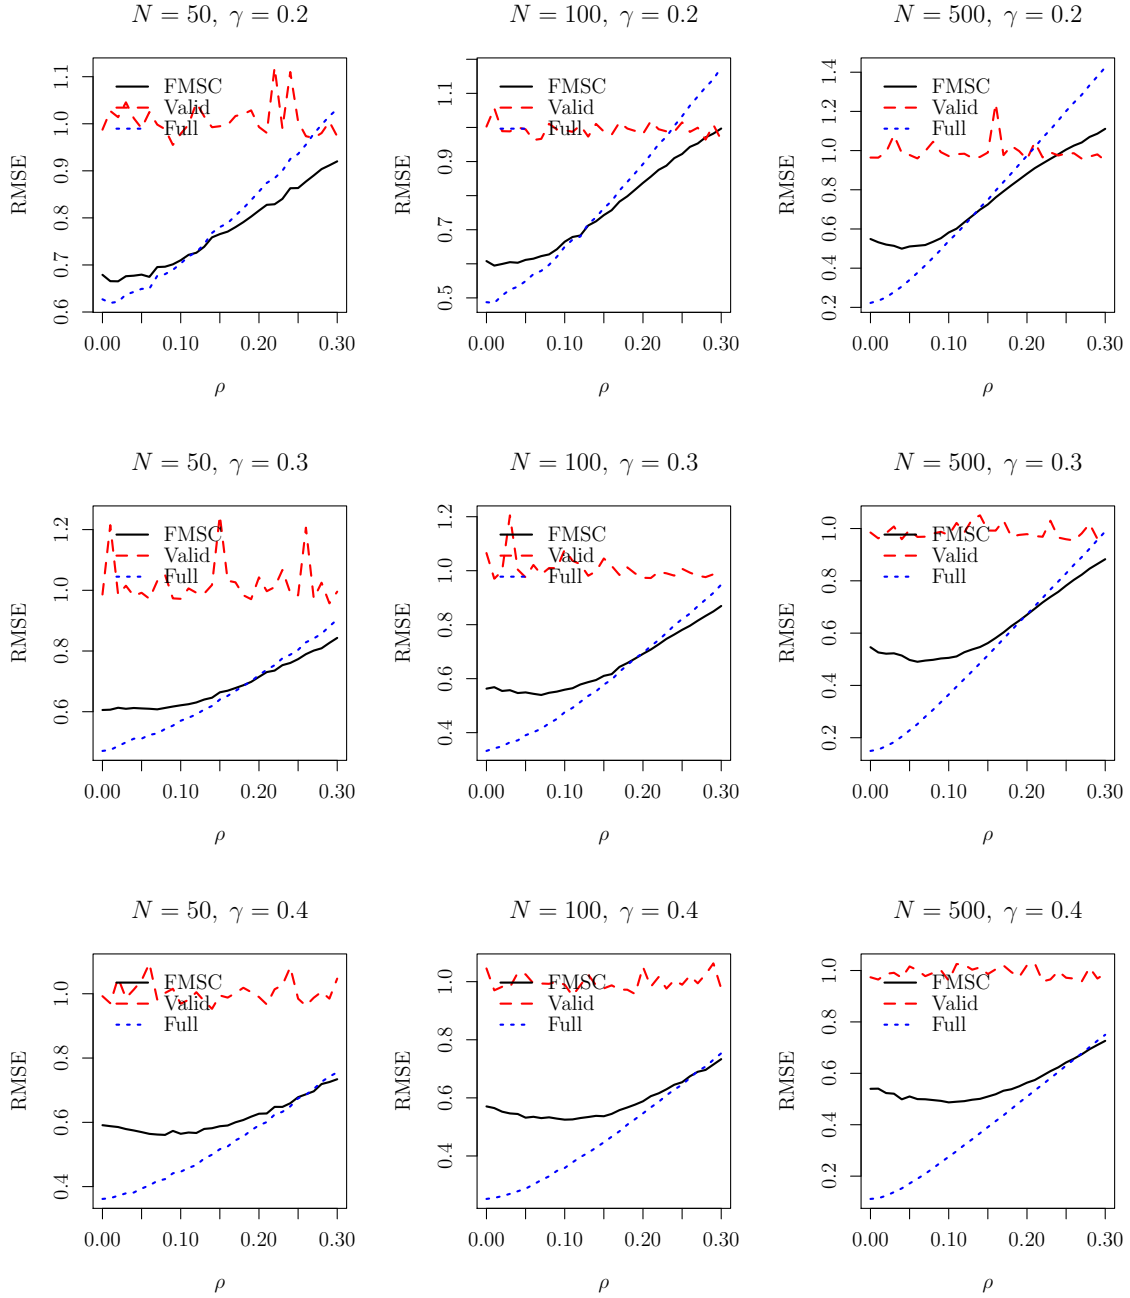 N = 50, γ = 0.2
RMSE
0.6 0.7 0.8 0.9 1.0 1.1
FMSC
Valid
Full
0.00 0.10 0.20 0.30
ρ
N = 100, γ = 0.2
RMSE
0.5 0.7 0.9 1.1
FMSC
Valid
Full
0.00 0.10 0.20 0.30
ρ
N = 500, γ = 0.2
RMSE
0.2 0.4 0.6 0.8 1.0 1.2 1.4
FMSC
Valid
Full
0.00 0.10 0.20 0.30
ρ
N = 50, γ = 0.3
RMSE
0.6 0.8 1.0 1.2
FMSC
Valid
Full
0.00 0.10 0.20 0.30
ρ
N = 100, γ = 0.3
RMSE
0.4 0.6 0.8 1.0 1.2
FMSC
Valid
Full
0.00 0.10 0.20 0.30
ρ
N = 500, γ = 0.3
RMSE
0.2 0.4 0.6 0.8 1.0
FMSC
Valid
Full
0.00 0.10 0.20 0.30
ρ
N = 50, γ = 0.4
RMSE
0.4 0.6 0.8 1.0
FMSC
Valid
Full
0.00 0.10 0.20 0.30
ρ
N = 100, γ = 0.4
RMSE
0.4 0.6 0.8 1.0
FMSC
Valid
Full
0.00 0.10 0.20 0.30
ρ
N = 500, γ = 0.4
RMSE
0.2 0.4 0.6 0.8 1.0
FMSC
Valid
Full
0.00 0.10 0.20 0.30
ρ